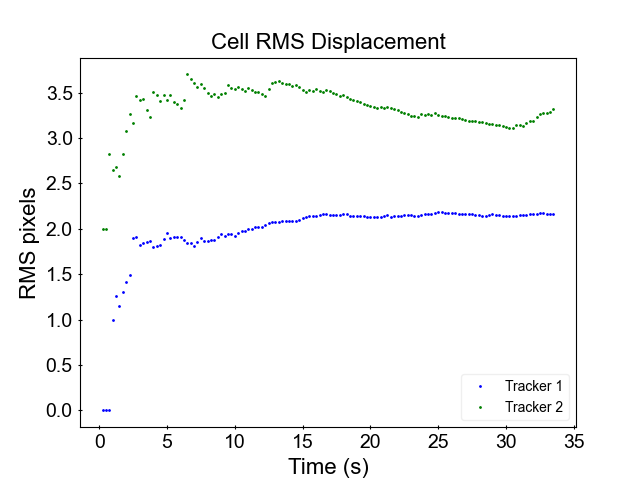 Cell RMS Displacement
RMS pixels
3.5
3.0
2.5
2.0
1.5
1.0
0.5
0.0
0 5 10 15 20 25 30 35
Time (s)
Tracker 1
Tracker 2